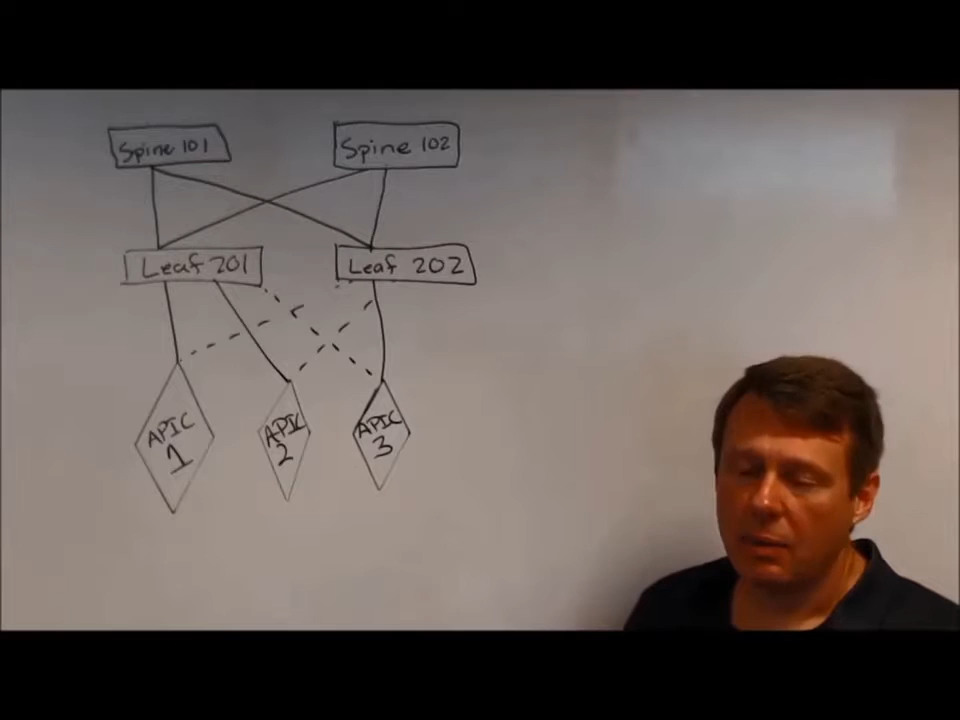 Spine 101
Spine 102
Leaf 201
Leaf 202
APIC
1
APIC
2
APIC
3